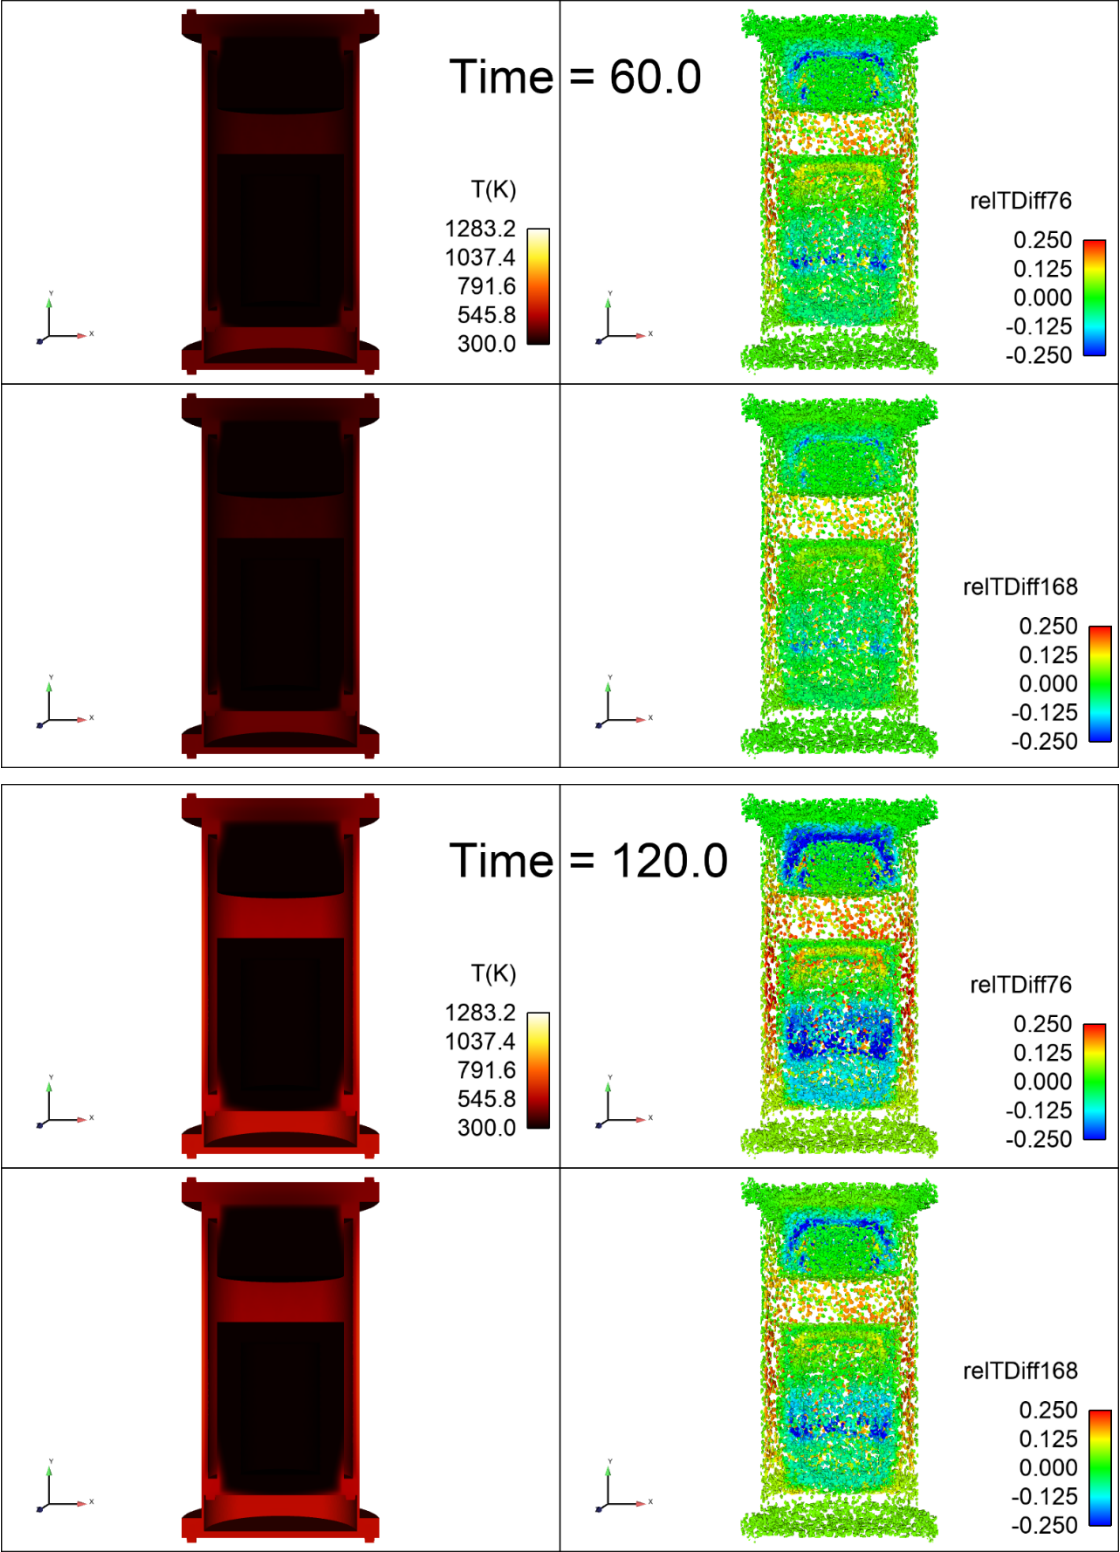 Time = 60.0
T(K)
1283.2
1037.4
791.6
545.8
300.0
Y
X
relTDiff76
0.250
0.125
0.000
-0.125
-0.250
Y
X
Y
X
relTDiff168
0.250
0.125
0.000
-0.125
-0.250
Y
X
Time = 120.0
T(K)
1283.2
1037.4
791.6
545.8
300.0
Y
X
relTDiff76
0.250
0.125
0.000
-0.125
-0.250
Y
X
Y
X
relTDiff168
0.250
0.125
0.000
-0.125
-0.250
Y
X